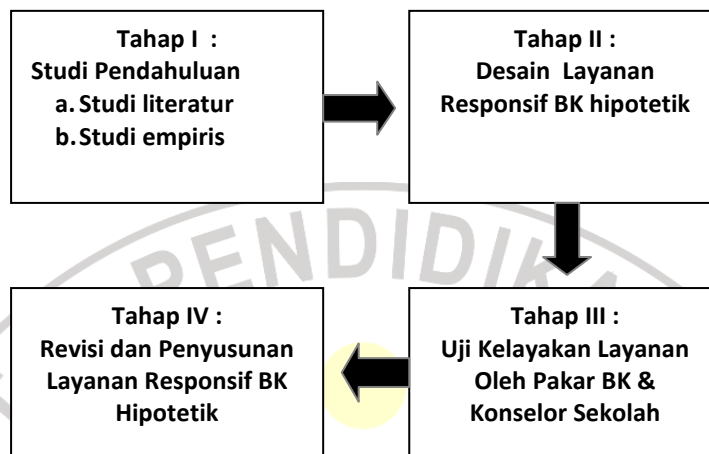 Tahap I :
Studi Pendahuluan
a. Studi literatur
b. Studi empiris
Tahap II :
Desain Layanan
Responsif BK hipotetik
PENDIDIKA
Tahap III :
Uji Kelayakan Layanan
Oleh Pakar BK &
Konselor Sekolah
Tahap IV :
Revisi dan Penyusunan
Layanan Responsif BK
Hipotetik